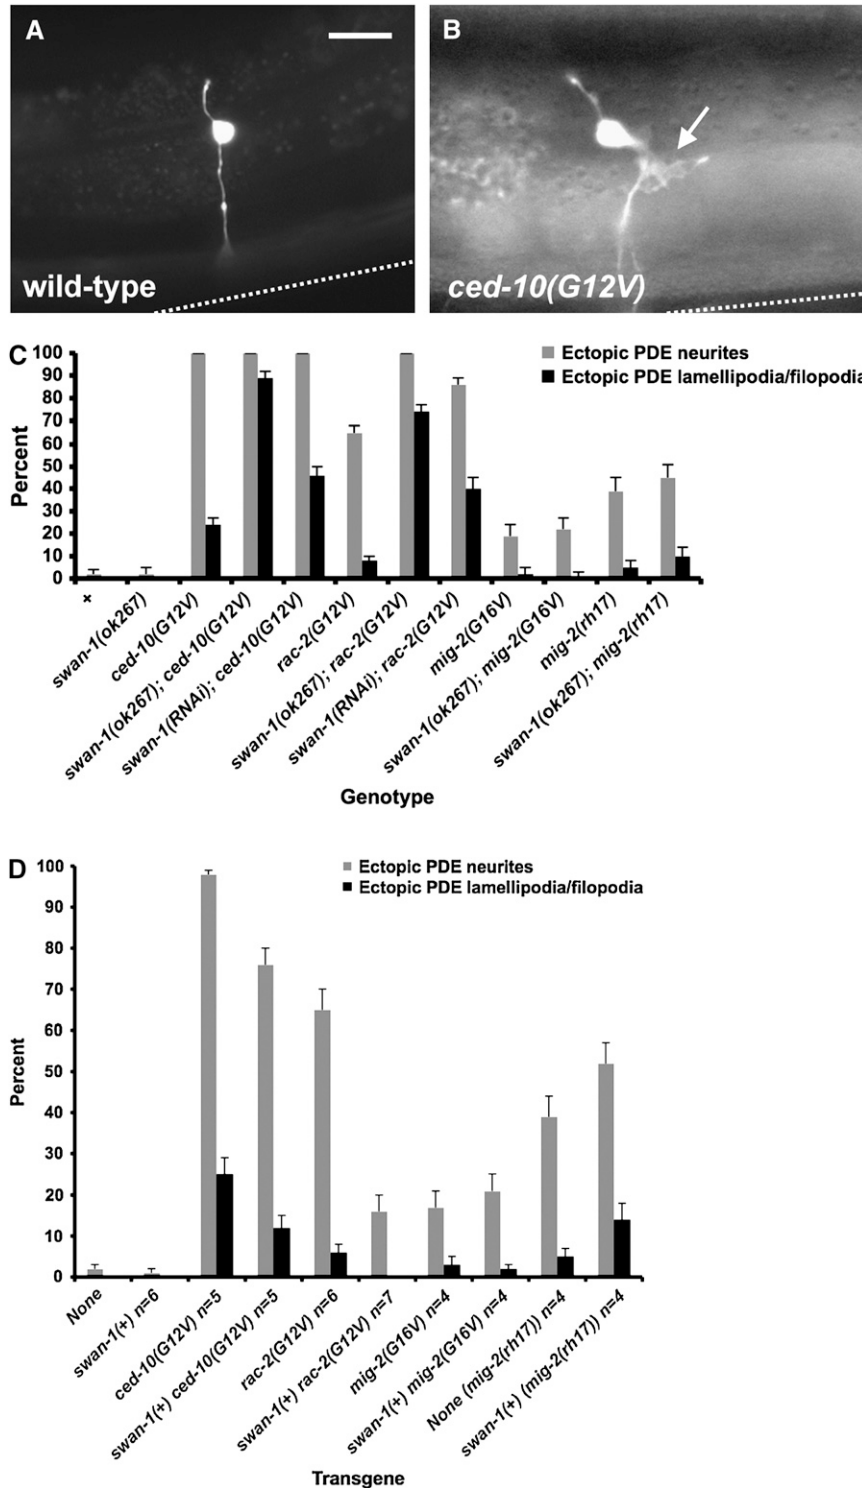 A
wild-type
B
ced-10(G12V)
C
Ectopic PDE neurites
Ectopic PDE lamellipodia/filopodia
Percent
100
90
80
70
60
50
40
30
20
10
0
+
swan-1(ok267)
ced-10(G12V)
swan-1(ok267); ced-10(G12V)
swan-1(RNAi); ced-10(G12V)
rac-2(G12V)
swan-1(ok267); rac-2(G12V)
swan-1(RNAi); rac-2(G12V)
mig-2(G16V)
swan-1(ok267); mig-2(G16V)
mig-2(rh17)
swan-1(ok267); mig-2(rh17)
Genotype
D
Ectopic PDE neurites
Ectopic PDE lamellipodia/filopodia
Percent
100
90
80
70
60
50
40
30
20
10
0
None
swan-1(+) n=6
ced-10(G12V) n=5
swan-1(+) ced-10(G12V) n=5
rac-2(G12V) n=6
swan-1(+) rac-2(G12V) n=7
mig-2(G16V) n=4
swan-1(+) mig-2(G16V) n=4
None (mig-2(rh17)) n=4
swan-1(+) (mig-2(rh17)) n=4
Transgene